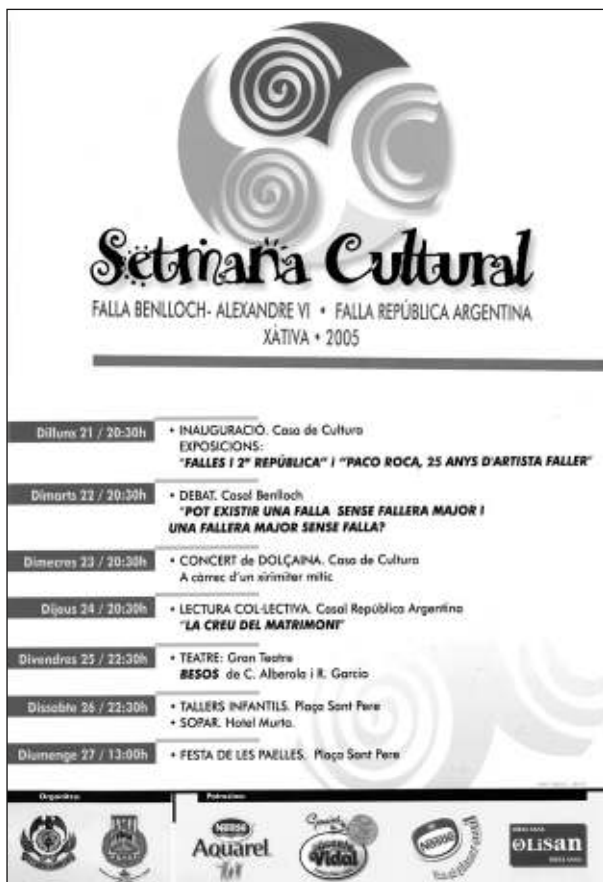 Setmana Cultural
FALLA BENLLOCH- ALEXANDRE VI • FALLA REPÚBLICA ARGENTINA
XÀTIVA • 2005
Dilluns 21 / 20:30h
• INAUGURACIÓ. Casa de Cultura
EXPOSICIONS:
"FALLES I 2ª REPÚBLICA" i "PACO ROCA, 25 ANYS D'ARTISTA FALLER"
Dimarts 22 / 20:30h
• DEBAT. Casal Benlloch
"POT EXISTIR UNA FALLA SENSE FALLERA MAJOR I
UNA FALLERA MAJOR SENSE FALLA?
Dimecres 23 / 20:30h
• CONCERT de DOLÇAINA. Casa de Cultura
A càrrec d'un xirimiter mític
Dijous 24 / 20:30h
• LECTURA COL·LECTIVA. Casal República Argentina
"LA CREU DEL MATRIMONI"
Divendres 25 / 22:30h
• TEATRE: Gran Teatre
BESOS de C. Alberola i R. Garcia
Dissabte 26 / 22:30h
• TALLERS INFANTILS. Plaça Sant Pere
• SOPAR. Hotel Murta.
Diumenge 27 / 13:00h
• FESTA DE LES PAELLES. Plaça Sant Pere
Organitza:
Patrocina:
Nestlé
Aquarel
Vidal
Nestlé
OLiSan